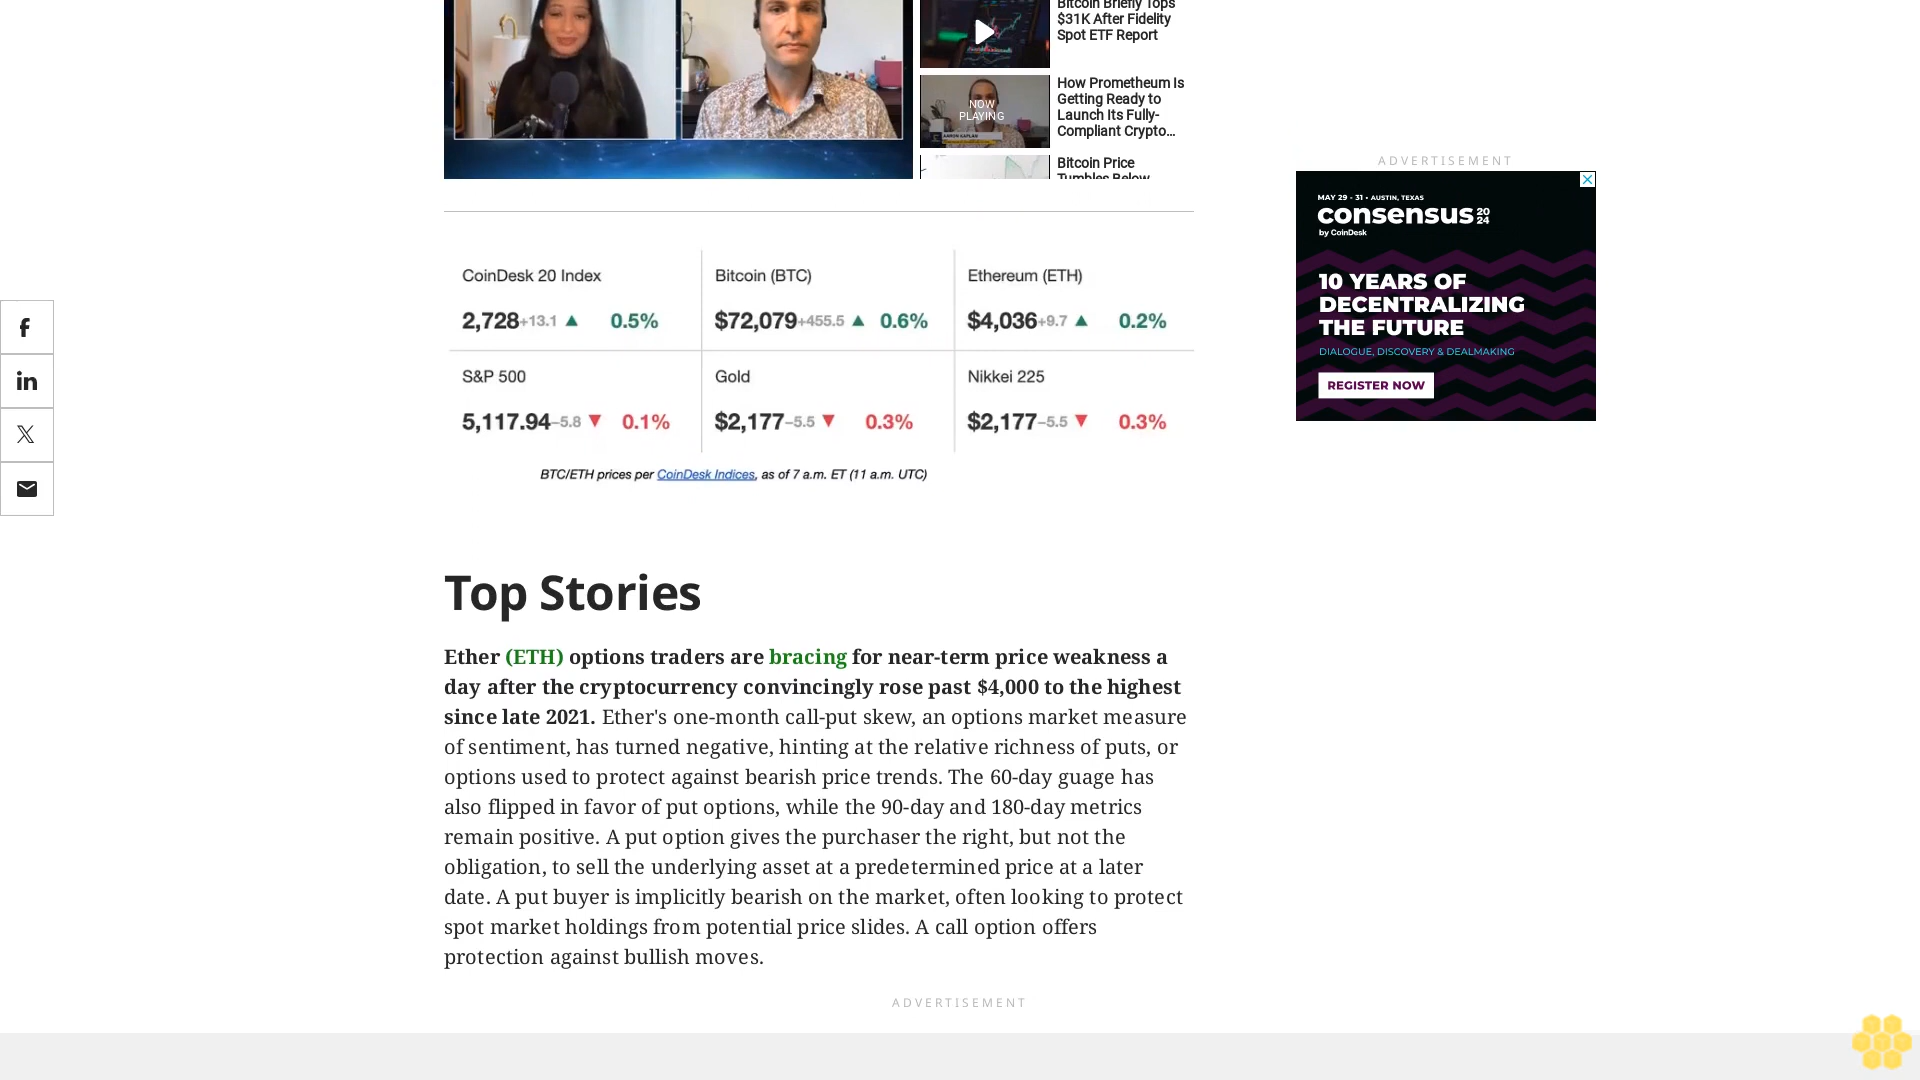 Bitcoin Briefly Tops
$31K After Fidelity
Spot ETF Report
How Prometheum Is
Getting Ready to
Launch Its Fully-
Compliant Crypto...
NOW
PLAYING
AARON KAPLAN
Bitcoin Price
Tumbles Below
ADVERTISEMENT
MAY 29 - 31 • AUSTIN, TEXAS
consensus 20
24
by CoinDesk
10 YEARS OF
DECENTRALIZING
THE FUTURE
DIALOGUE, DISCOVERY & DEALMAKING
REGISTER NOW
CoinDesk 20 Index
2,728 +13.1 ▲ 0.5%
Bitcoin (BTC)
$72,079 +455.5 ▲ 0.6%
Ethereum (ETH)
$4,036 +9.7 ▲ 0.2%
S&P 500
5,117.94 −5.8 ▼ 0.1%
Gold
$2,177 −5.5 ▼ 0.3%
Nikkei 225
$2,177 −5.5 ▼ 0.3%
BTC/ETH prices per CoinDesk Indices, as of 7 a.m. ET (11 a.m. UTC)
Top Stories
Ether (ETH) options traders are bracing for near-term price weakness a
day after the cryptocurrency convincingly rose past $4,000 to the highest
since late 2021. Ether's one-month call-put skew, an options market measure
of sentiment, has turned negative, hinting at the relative richness of puts, or
options used to protect against bearish price trends. The 60-day guage has
also flipped in favor of put options, while the 90-day and 180-day metrics
remain positive. A put option gives the purchaser the right, but not the
obligation, to sell the underlying asset at a predetermined price at a later
date. A put buyer is implicitly bearish on the market, often looking to protect
spot market holdings from potential price slides. A call option offers
protection against bullish moves.
ADVERTISEMENT